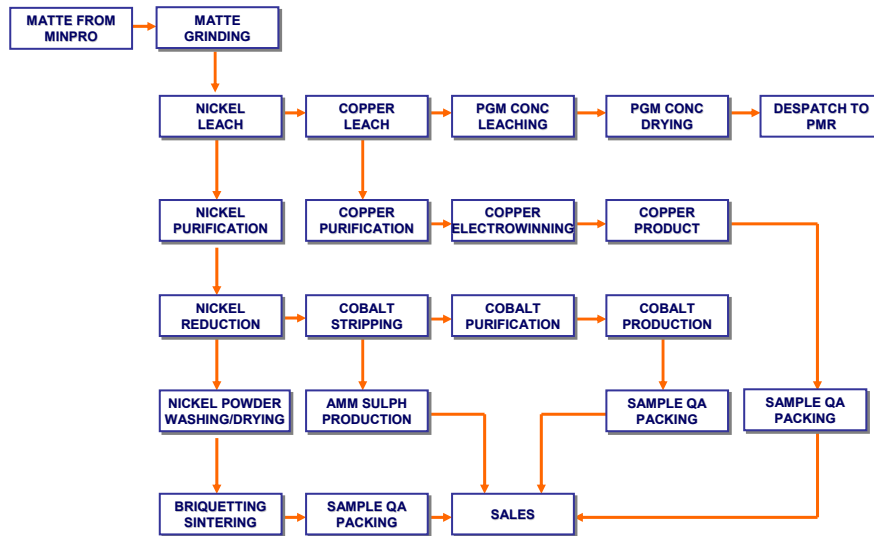 MATTE FROM
MINPRO
MATTE
GRINDING
NICKEL
LEACH
COPPER
LEACH
PGM CONC
LEACHING
PGM CONC
DRYING
DESPATCH TO
PMR
NICKEL
PURIFICATION
COPPER
PURIFICATION
COPPER
ELECTROWINNING
COPPER
PRODUCT
NICKEL
REDUCTION
COBALT
STRIPPING
COBALT
PURIFICATION
COBALT
PRODUCTION
NICKEL POWDER
WASHING/DRYING
AMM SULPH
PRODUCTION
SAMPLE QA
PACKING
SAMPLE QA
PACKING
BRIQUETTING
SINTERING
SAMPLE QA
PACKING
SALES